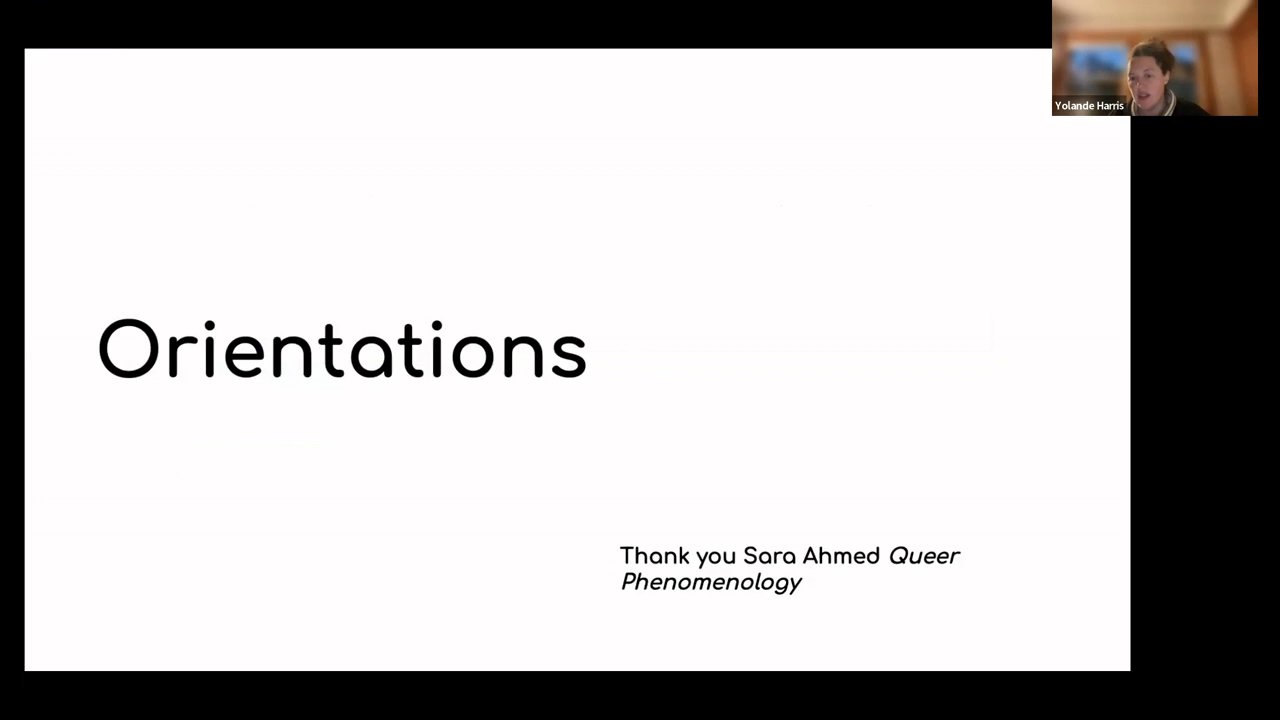 Yolande Harris
Orientations
Thank you Sara Ahmed Queer
Phenomenology